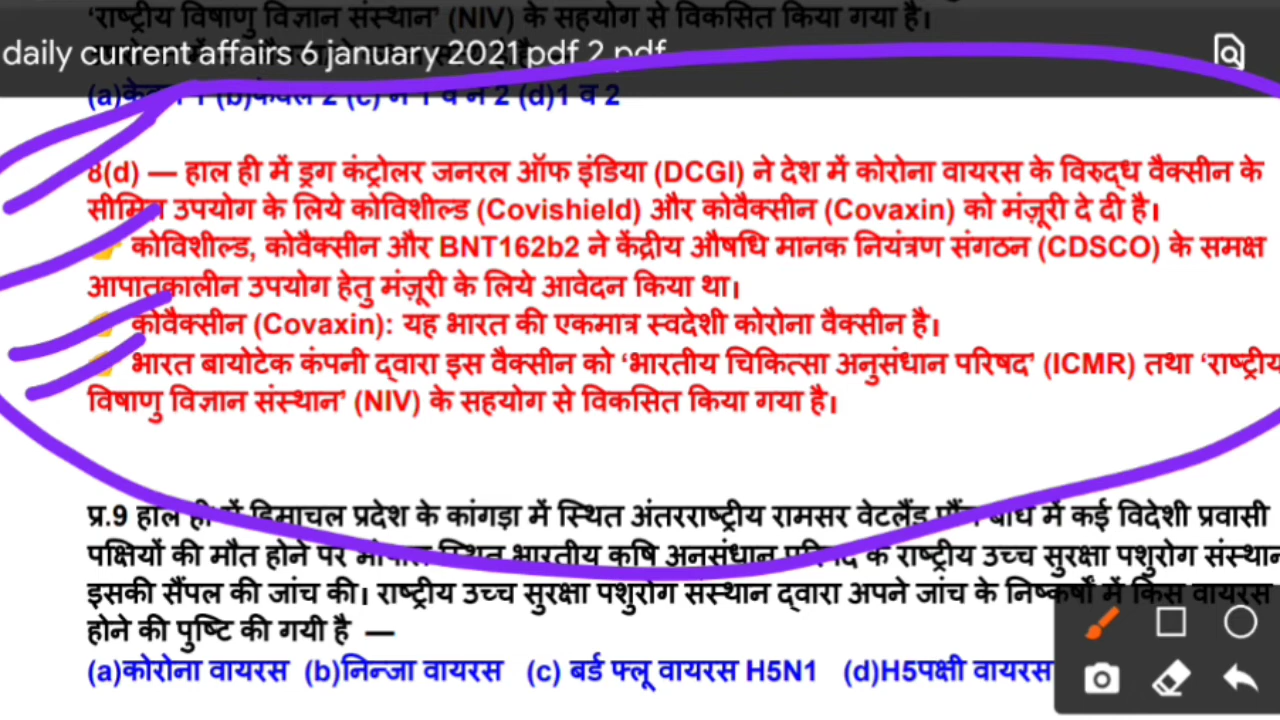 'राष्ट्रीय विषाणु विज्ञान संस्थान' (NIV) के सहयोग से विकसित किया गया है।
daily current affairs 6 january 2021pdf 2.pdf
(a)केवल 1 (b)केवल 2 (c) न 1 व न 2 (d)1 व 2
8(d) — हाल ही में ड्रग कंट्रोलर जनरल ऑफ इंडिया (DCGI) ने देश में कोरोना वायरस के विरुद्ध वैक्सीन के
सीमित उपयोग के लिये कोविशील्ड (Covishield) और कोवैक्सीन (Covaxin) को मंज़ूरी दे दी है।
कोविशील्ड, कोवैक्सीन और BNT162b2 ने केंद्रीय औषधि मानक नियंत्रण संगठन (CDSCO) के समक्ष
आपातकालीन उपयोग हेतु मंज़ूरी के लिये आवेदन किया था।
कोवैक्सीन (Covaxin): यह भारत की एकमात्र स्वदेशी कोरोना वैक्सीन है।
भारत बायोटेक कंपनी द्वारा इस वैक्सीन को 'भारतीय चिकित्सा अनुसंधान परिषद' (ICMR) तथा 'राष्ट्रीय
विषाणु विज्ञान संस्थान' (NIV) के सहयोग से विकसित किया गया है।
प्र.9 हाल ही में हिमाचल प्रदेश के कांगड़ा में स्थित अंतरराष्ट्रीय रामसर वेटलैंड पौंग बांध में कई विदेशी प्रवासी
पक्षियों की मौत होने पर भोपाल स्थित भारतीय कृषि अनुसंधान परिषद के राष्ट्रीय उच्च सुरक्षा पशुरोग संस्थान
इसकी सैंपल की जांच की। राष्ट्रीय उच्च सुरक्षा पशुरोग संस्थान द्वारा अपने जांच के निष्कर्षों में किस वायरस
होने की पुष्टि की गयी है —
(a)कोरोना वायरस (b)निन्जा वायरस (c) बर्ड फ्लू वायरस H5N1 (d)H5पक्षी वायरस